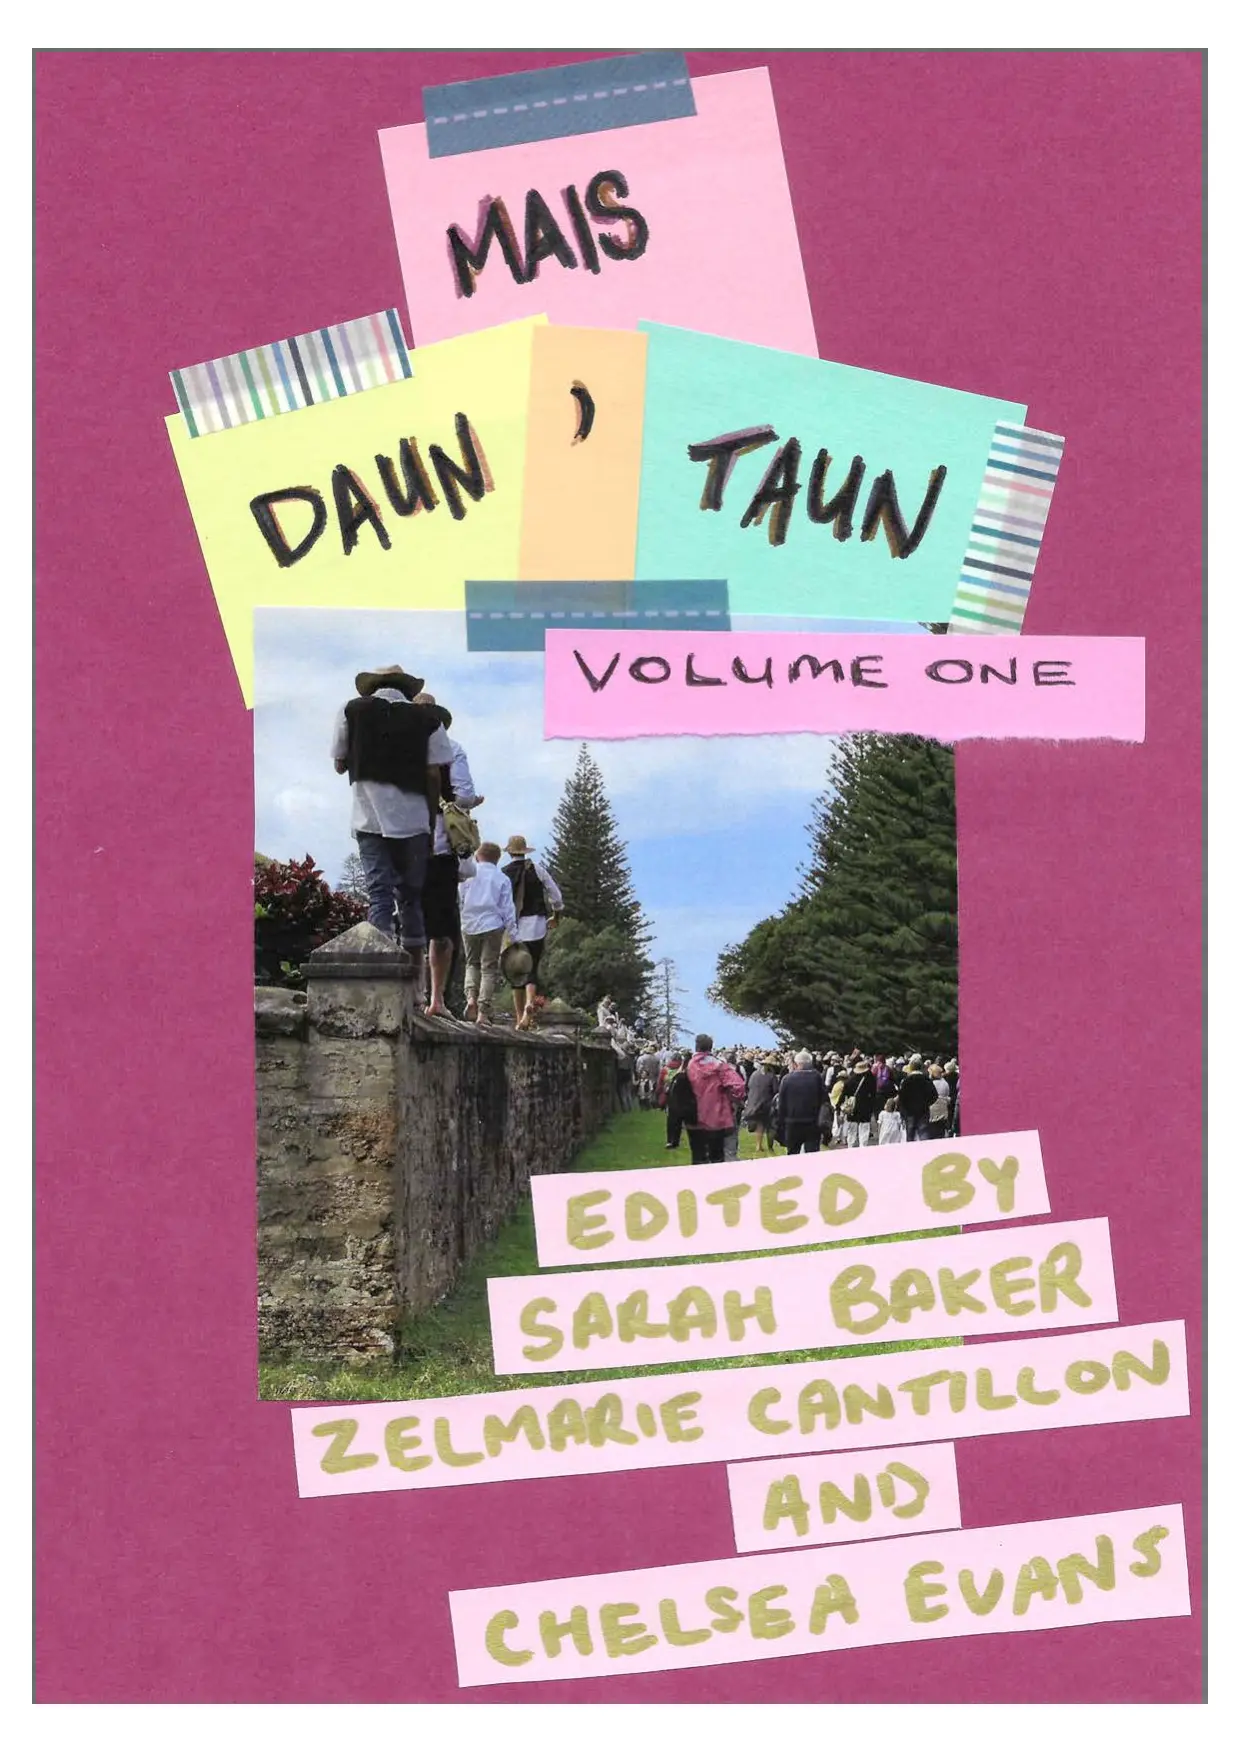 MAIS
DAUN ' TAUN
VOLUME ONE
EDITED BY
SARAH BAKER
ZELMARIE CANTILLON
AND
CHELSEA EVANS